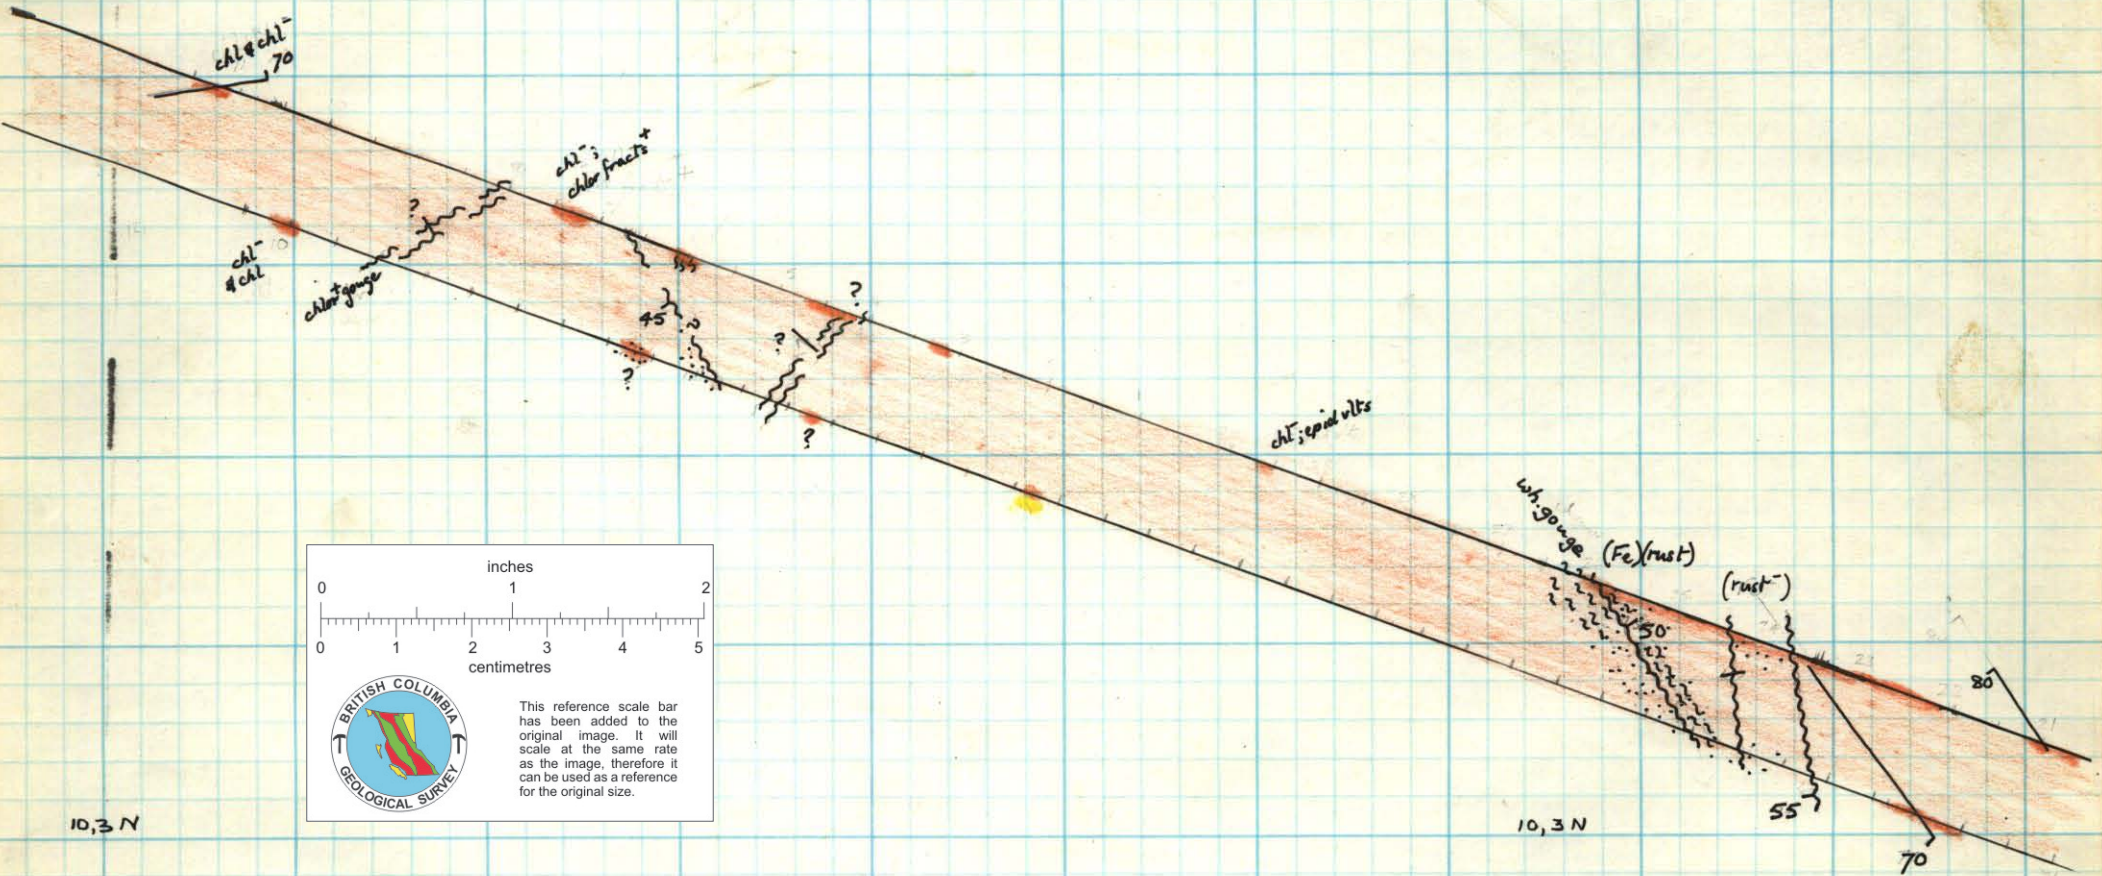 chl & chl⁻
70
chl⁻;
chlor fracts⁺
?
chl⁻
& chl
chlor⁺ gouge
45
?
?
?
?
chl⁻; epid vlts
wh. gouge
(Fe)(rust)
(rust⁻)
50
80
55
70
10,3 N
10,3 N
inches
0 1 2
0 1 2 3 4 5
centimetres
BRITISH COLUMBIA
GEOLOGICAL SURVEY
This reference scale bar
has been added to the
original image. It will
scale at the same rate
as the image, therefore it
can be used as a reference
for the original size.